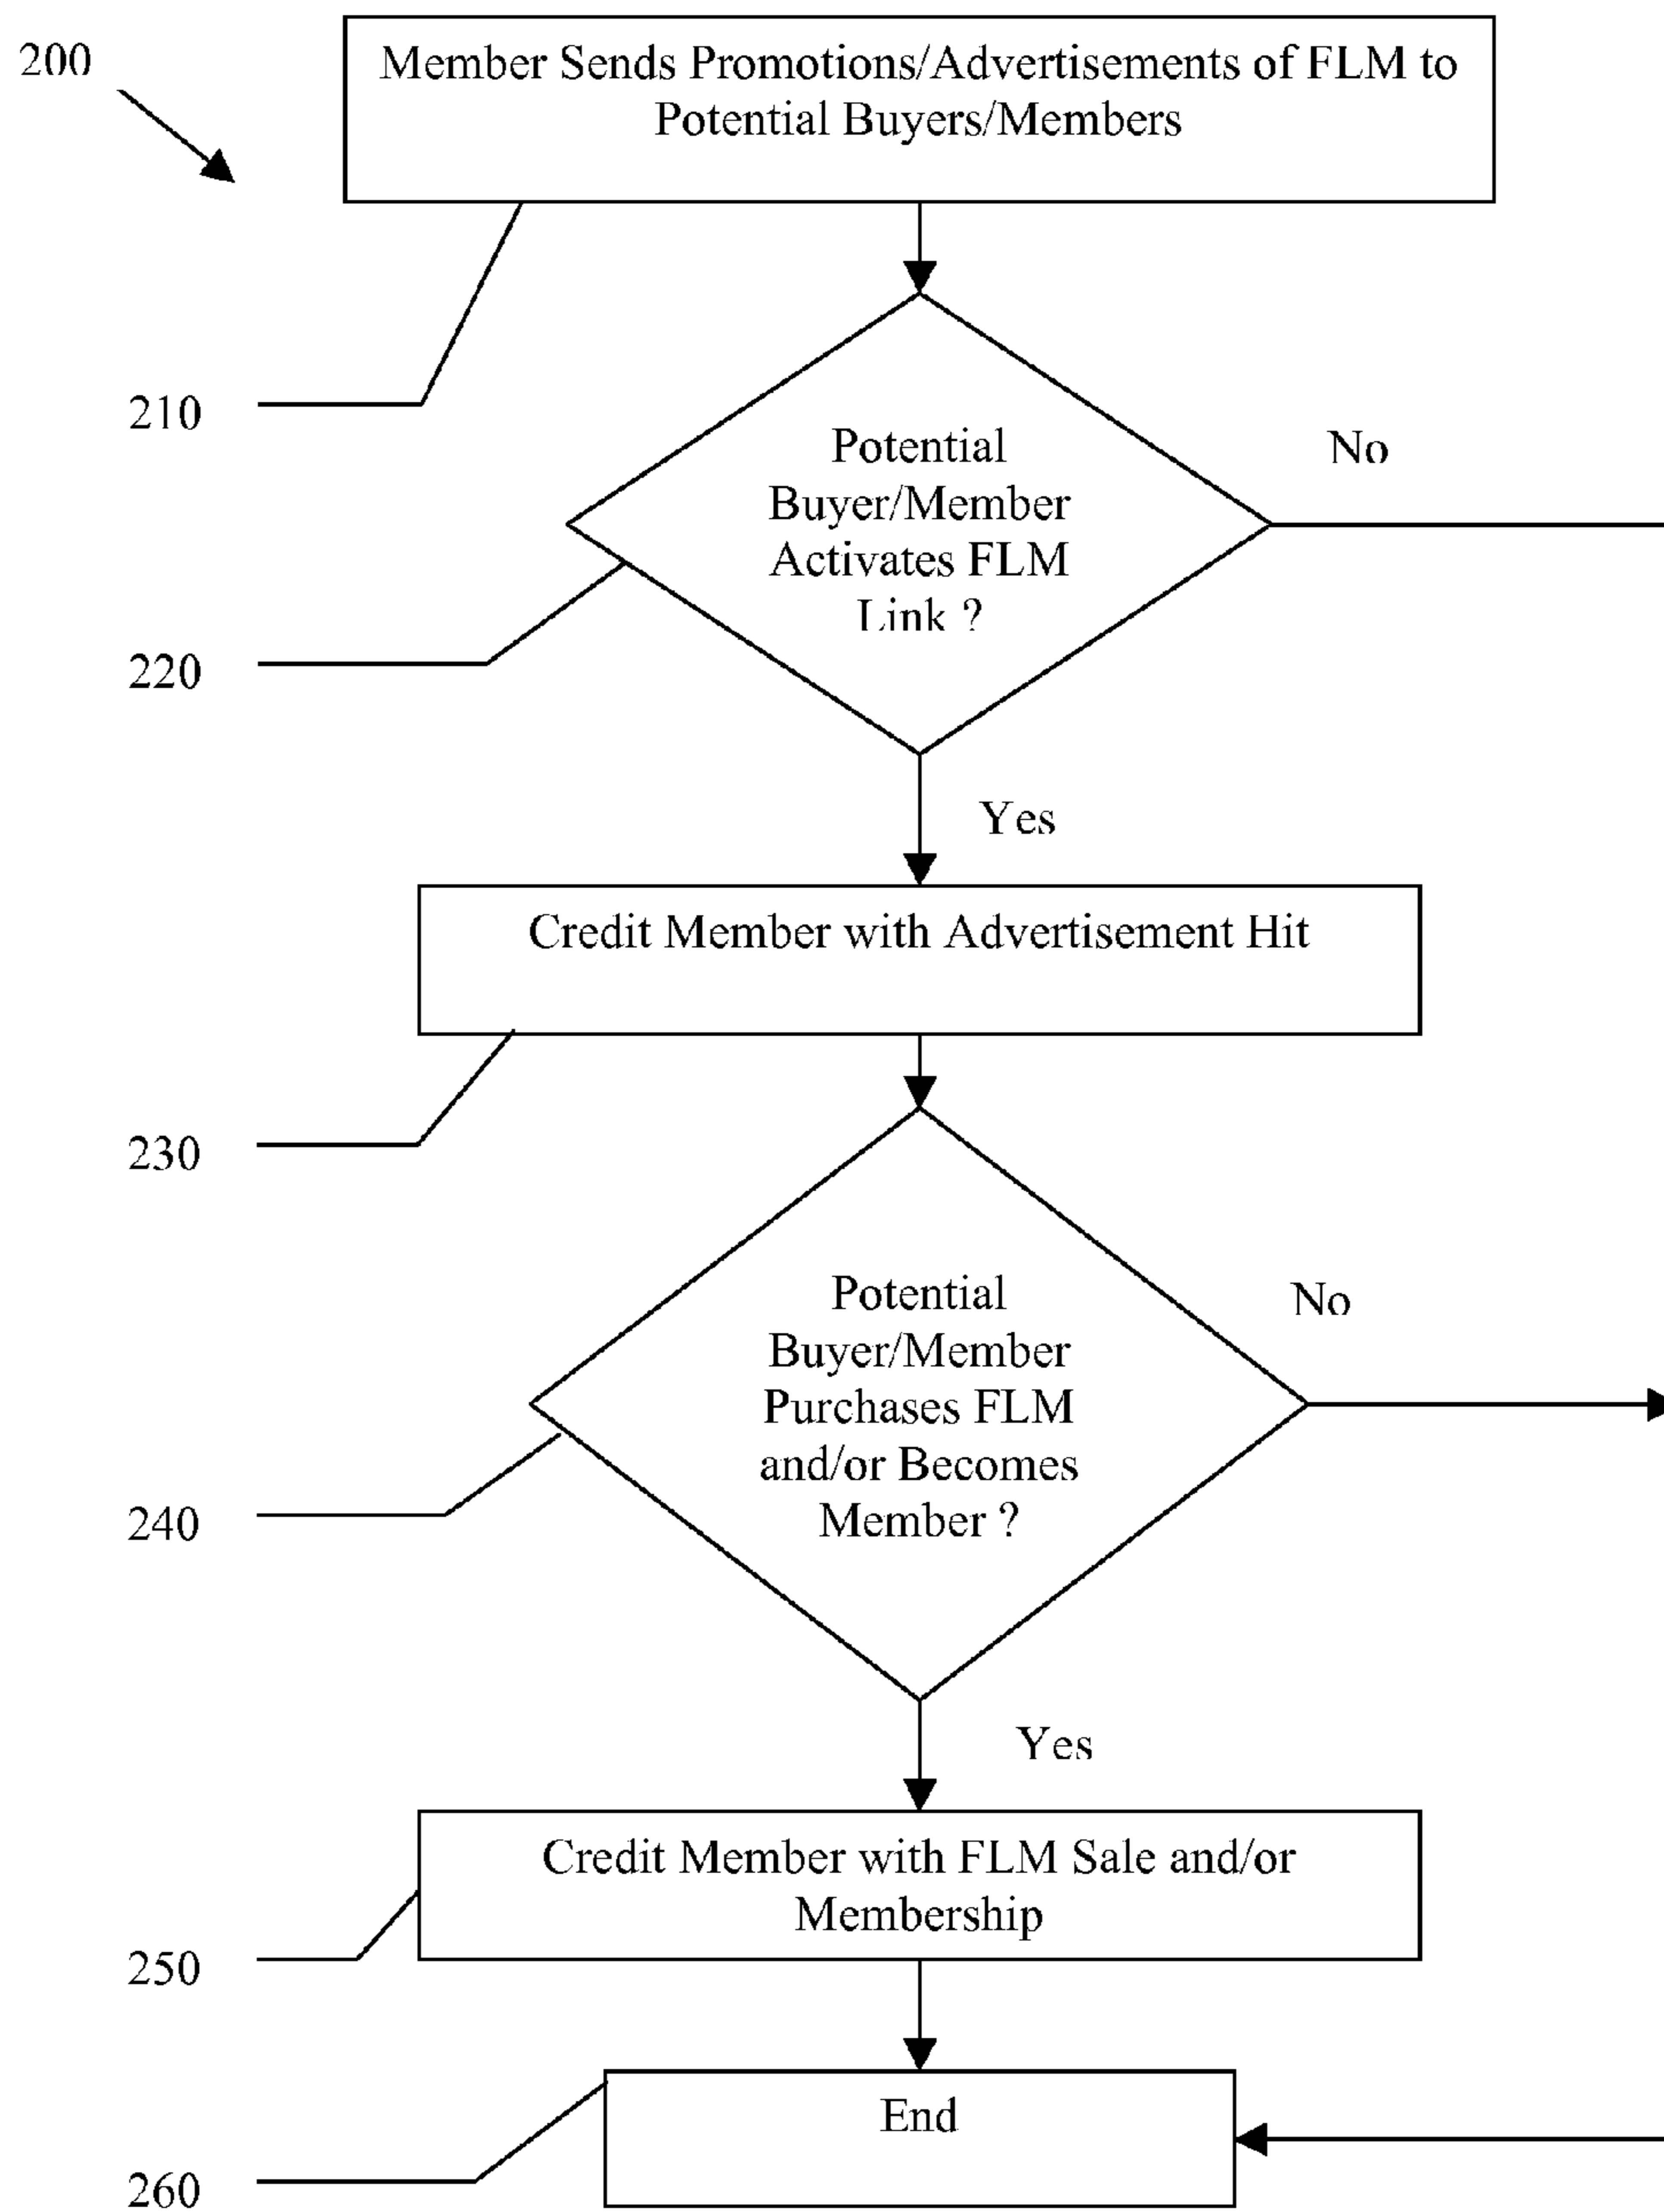 200
Member Sends Promotions/Advertisements of FLM to
Potential Buyers/Members
210
Potential
Buyer/Member
Activates FLM
Link ?
No
220
Yes
Credit Member with Advertisement Hit
230
Potential
Buyer/Member
Purchases FLM
and/or Becomes
Member ?
No
240
Yes
Credit Member with FLM Sale and/or
Membership
250
End
260